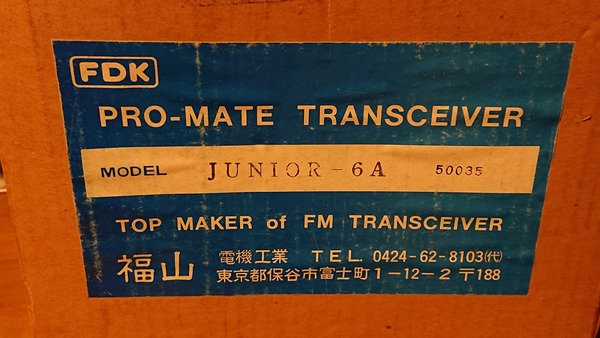 FDK
PRO-MATE TRANSCEIVER
MODEL JUNIOR-6A 50035
TOP MAKER of FM TRANSCEIVER
福山 電機工業 TEL. 0424-62-8103(代)
東京都保谷市富士町1-12-2 〒188